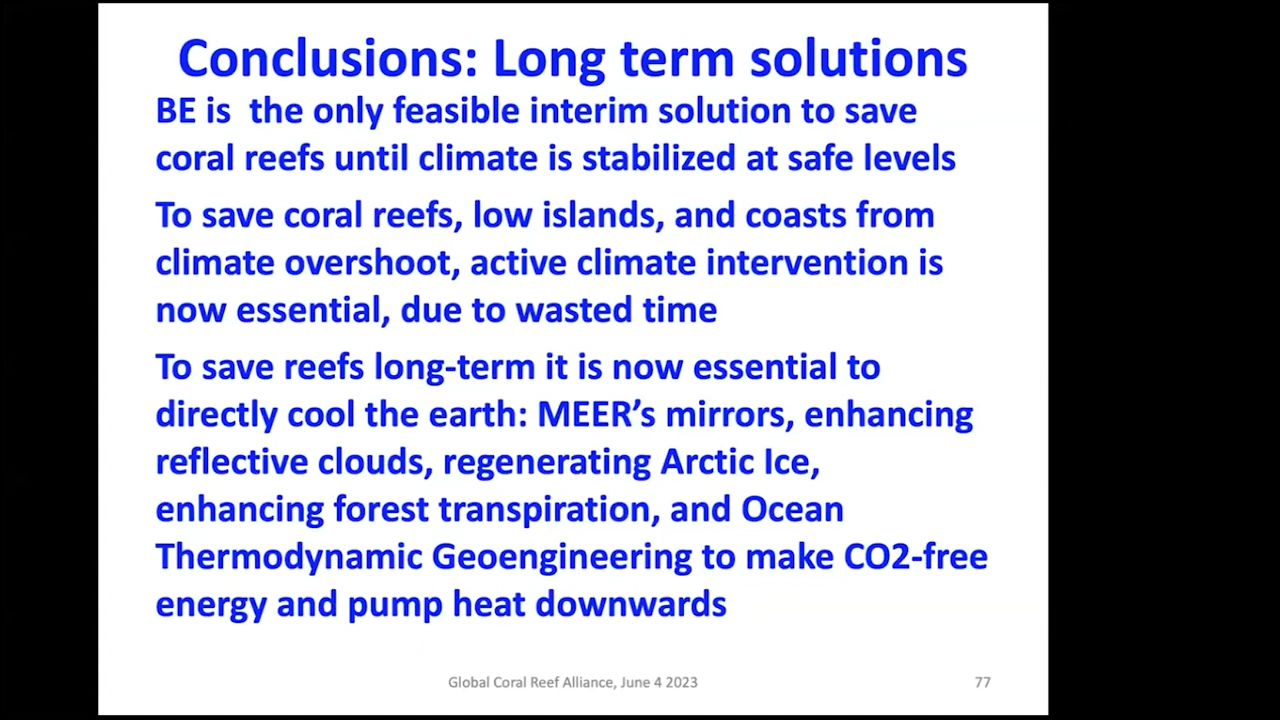 Conclusions: Long term solutions
BE is  the only feasible interim solution to save
coral reefs until climate is stabilized at safe levels
To save coral reefs, low islands, and coasts from
climate overshoot, active climate intervention is
now essential, due to wasted time
To save reefs long-term it is now essential to
directly cool the earth: MEER’s mirrors, enhancing
reflective clouds, regenerating Arctic Ice,
enhancing forest transpiration, and Ocean
Thermodynamic Geoengineering to make CO2-free
energy and pump heat downwards
Global Coral Reef Alliance, June 4 2023
77